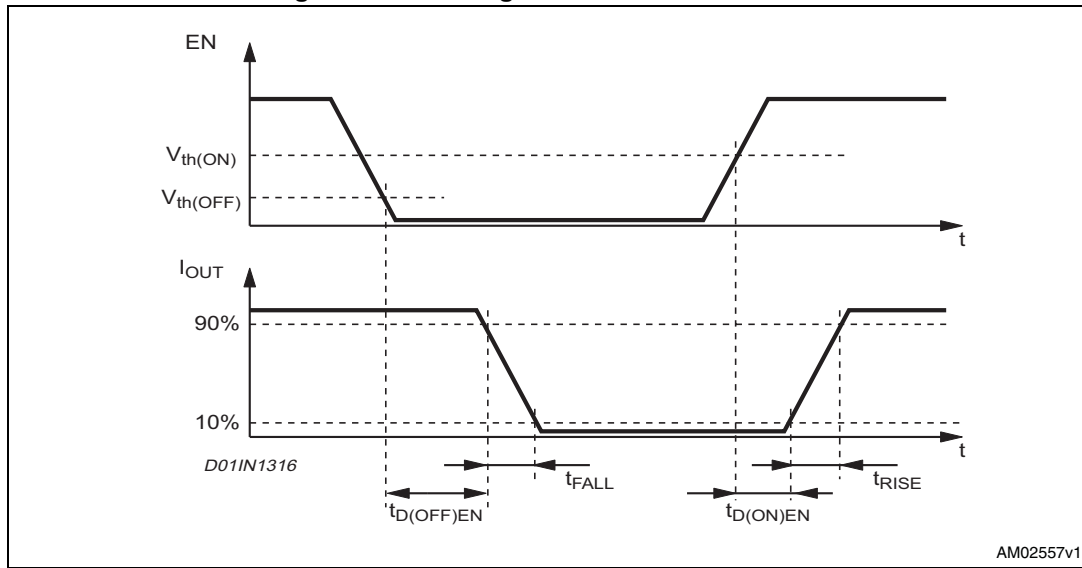 EN
Vth(ON)
Vth(OFF)
t
IOUT
90%
10%
t
D01IN1316
tFALL
tRISE
tD(OFF)EN
tD(ON)EN
AM02557v1